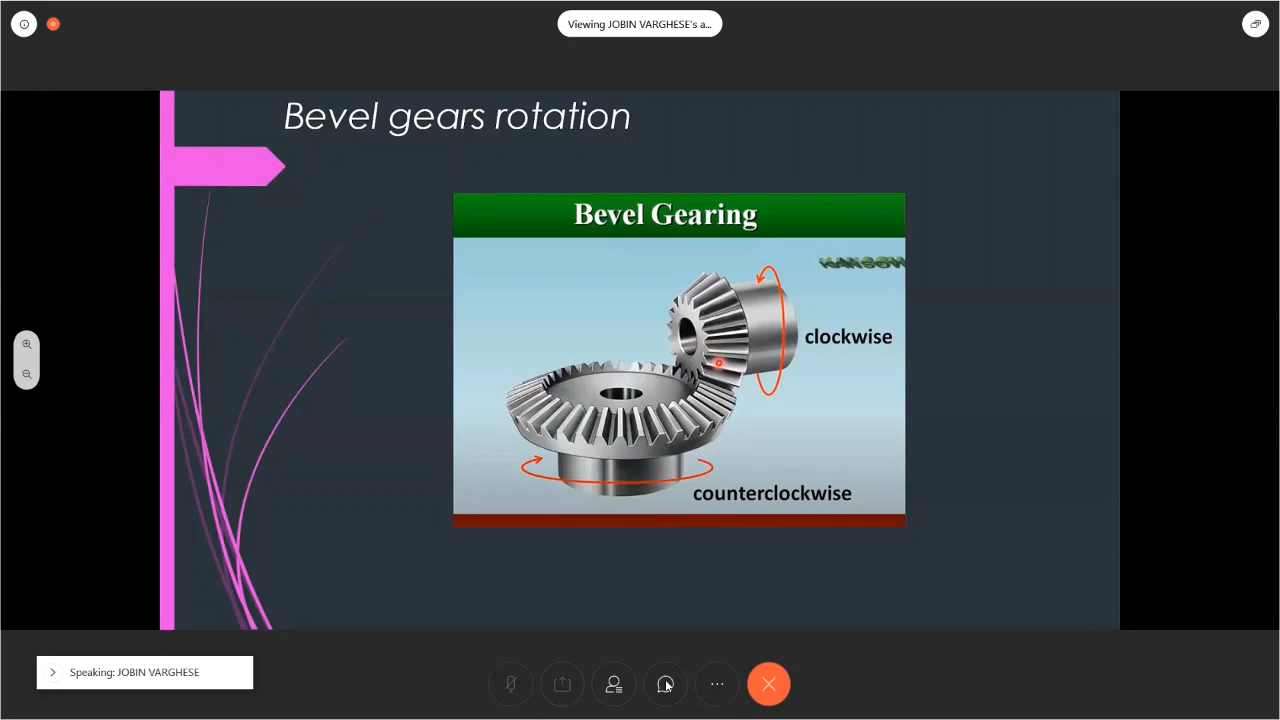 Viewing JOBIN VARGHESE's a...
Bevel gears rotation
Bevel Gearing
clockwise
counterclockwise
Speaking: JOBIN VARGHESE